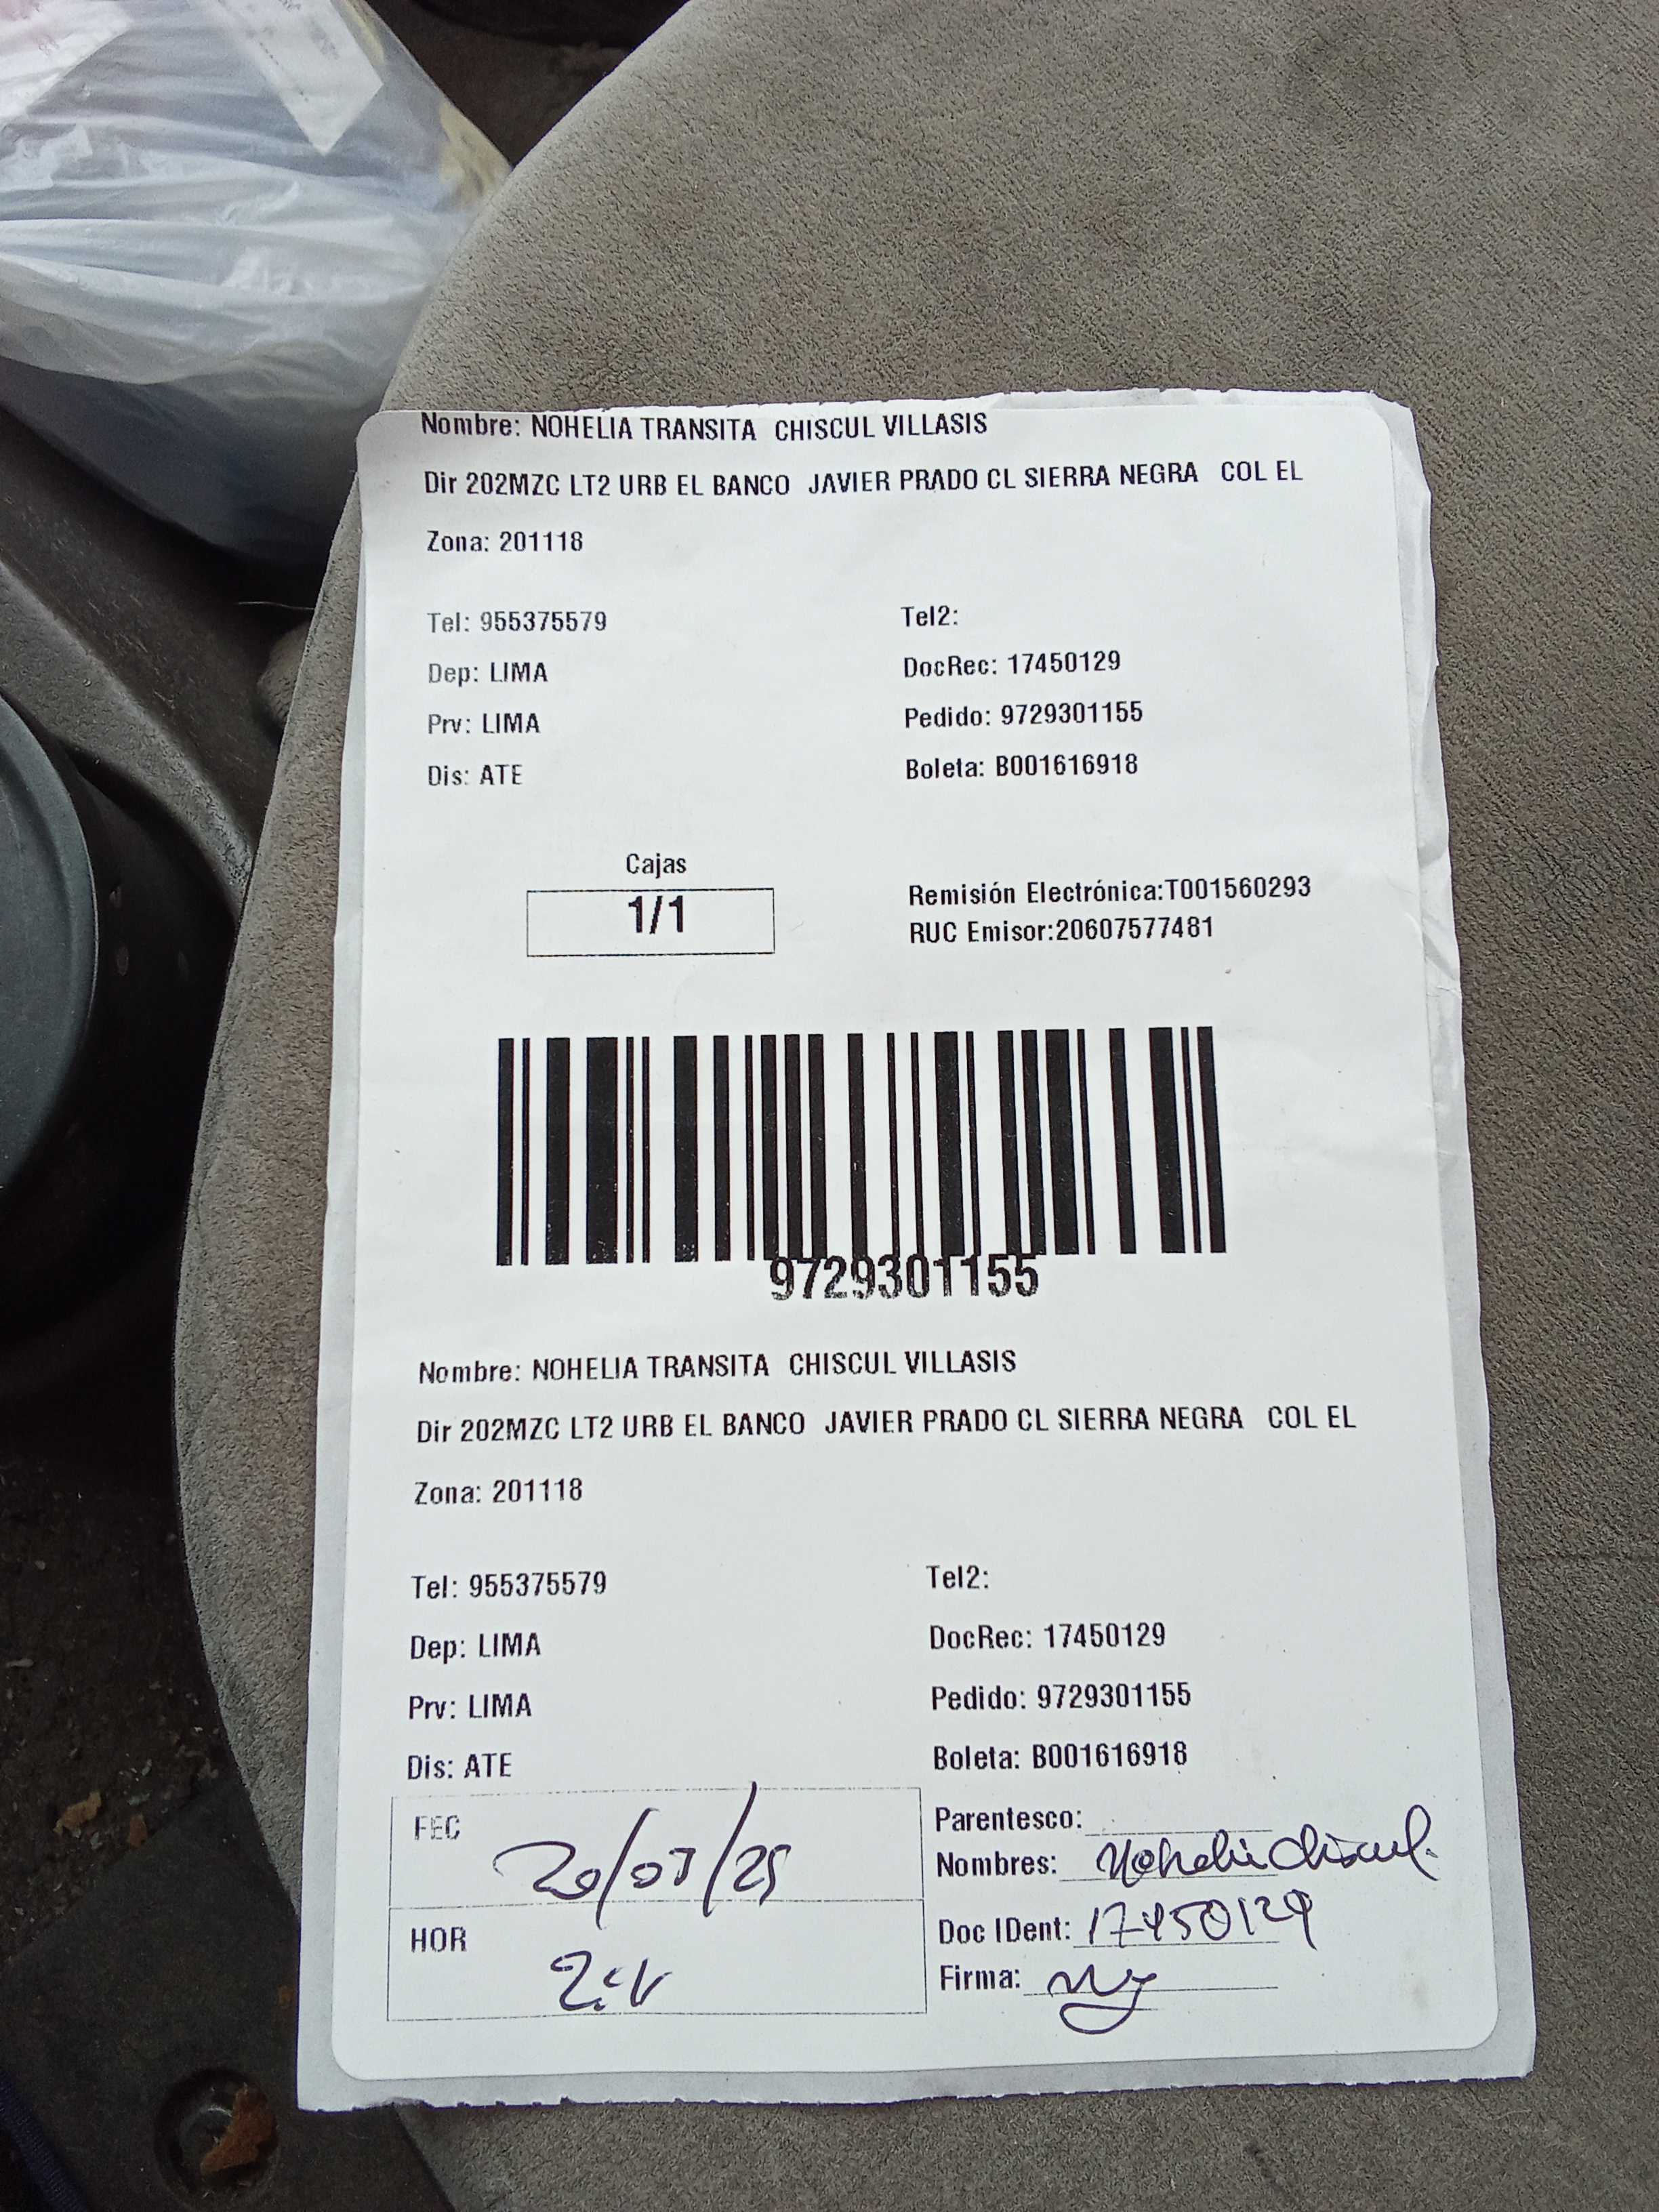 Nombre: NOHELIA TRANSITA CHISCUL VILLASIS
Dir 202MZC LT2 URB EL BANCO JAVIER PRADO CL SIERRA NEGRA COL EL
Zona: 201118
Tel: 955375579 Tel2:
Dep: LIMA DocRec: 17450129
Prv: LIMA Pedido: 9729301155
Dis: ATE Boleta: B001616918
Cajas
1/1
Remisión Electrónica:T001560293
RUC Emisor:20607577481
9729301155
Nombre: NOHELIA TRANSITA CHISCUL VILLASIS
Dir 202MZC LT2 URB EL BANCO JAVIER PRADO CL SIERRA NEGRA COL EL
Zona: 201118
Tel: 955375579 Tel2:
Dep: LIMA DocRec: 17450129
Prv: LIMA Pedido: 9729301155
Dis: ATE Boleta: B001616918
FEC 20/03/25
Parentesco:
Nombres: Nohelia Chiscul.
HOR
Doc IDent: 17450129
Firma: